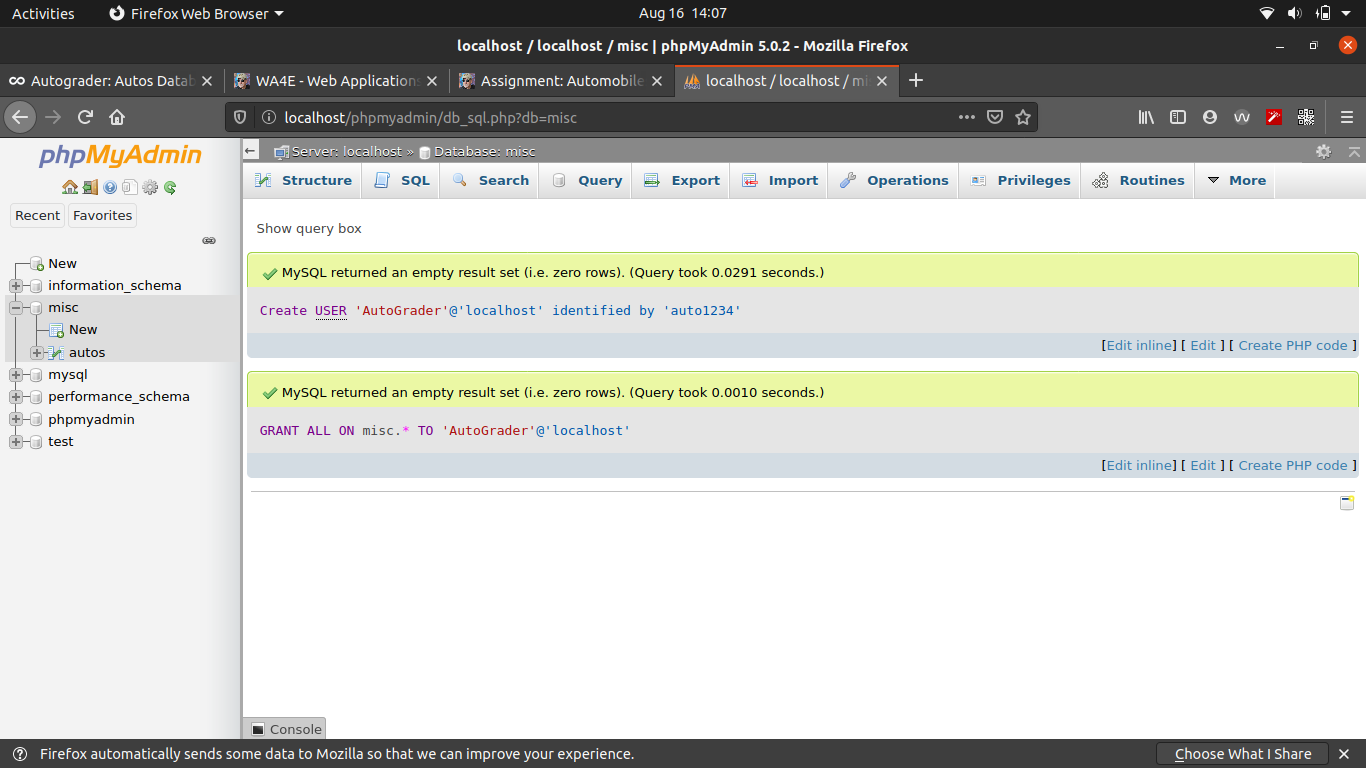 Activities Firefox Web Browser Aug 16 14:07
localhost / localhost / misc | phpMyAdmin 5.0.2 - Mozilla Firefox
Autograder: Autos Datab WA4E - Web Applications Assignment: Automobile localhost / localhost / mi
localhost/phpmyadmin/db_sql.php?db=misc
phpMyAdmin
Server: localhost » Database: misc
Structure SQL Search Query Export Import Operations Privileges Routines More
Recent Favorites
Show query box
New
information_schema
misc
New
autos
mysql
performance_schema
phpmyadmin
test
MySQL returned an empty result set (i.e. zero rows). (Query took 0.0291 seconds.)
Create USER 'AutoGrader'@'localhost' identified by 'auto1234'
[Edit inline] [ Edit ] [ Create PHP code ]
MySQL returned an empty result set (i.e. zero rows). (Query took 0.0010 seconds.)
GRANT ALL ON misc.* TO 'AutoGrader'@'localhost'
[Edit inline] [ Edit ] [ Create PHP code ]
Console
Firefox automatically sends some data to Mozilla so that we can improve your experience. Choose What I Share